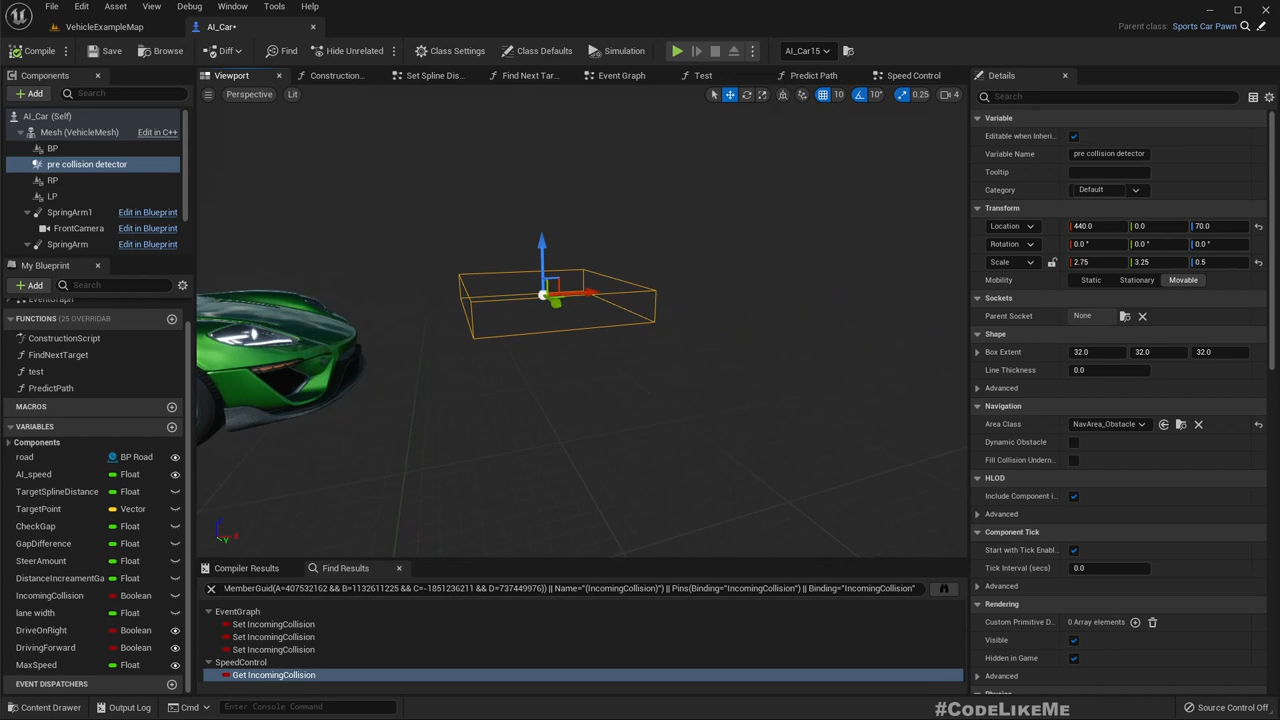 File Edit Asset View Debug Window Tools Help
VehicleExampleMap AI_Car•
Parent class: Sports Car Pawn
Compile Save Browse Diff Find Hide Unrelated Class Settings Class Defaults Simulation AI_Car15
Components
Add Search
AI_Car (Self)
Mesh (VehicleMesh) Edit in C++
BP
pre collision detector
RP
LP
SpringArm1 Edit in Blueprint
FrontCamera Edit in Blueprint
SpringArm Edit in Blueprint
My Blueprint
Add Search
EventGraph
FUNCTIONS (25 OVERRIDAB
ConstructionScript
FindNextTarget
test
PredictPath
MACROS
VARIABLES
Components
road BP Road
AI_speed Float
TargetSplineDistance Float
TargetPoint Vector
CheckGap Float
GapDifference Float
SteerAmount Float
DistanceIncreamentGa Float
IncomingCollision Boolean
lane width Float
DriveOnRight Boolean
DrivingForward Boolean
MaxSpeed Float
EVENT DISPATCHERS
Viewport Construction... Set Spline Dis... Find Next Tar... Event Graph Test Predict Path Speed Control
Perspective Lit 10 10° 0.25 4
Compiler Results Find Results
MemberGuid(A=407532162 && B=1132611225 && C=-1851236211 && D=737449976)) || Name="(IncomingCollision)") || Pins(Binding="IncomingCollision") || Binding="IncomingCollision"
EventGraph
Set IncomingCollision
Set IncomingCollision
Set IncomingCollision
SpeedControl
Get IncomingCollision
Details
Search
Variable
Editable when Inheri...
Variable Name pre collision detector
Tooltip
Category Default
Transform
Location 440.0 0.0 70.0
Rotation 0.0 ° 0.0 ° 0.0 °
Scale 2.75 3.25 0.5
Mobility Static Stationary Movable
Sockets
Parent Socket None
Shape
Box Extent 32.0 32.0 32.0
Line Thickness 0.0
Advanced
Navigation
Area Class NavArea_Obstacle
Dynamic Obstacle
Fill Collision Undern...
HLOD
Include Component i...
Advanced
Component Tick
Start with Tick Enabl...
Tick Interval (secs) 0.0
Advanced
Rendering
Custom Primitive D... 0 Array elements
Visible
Hidden in Game
Advanced
Content Drawer Output Log Cmd Enter Console Command
Source Control Off
#CodeLikeMe